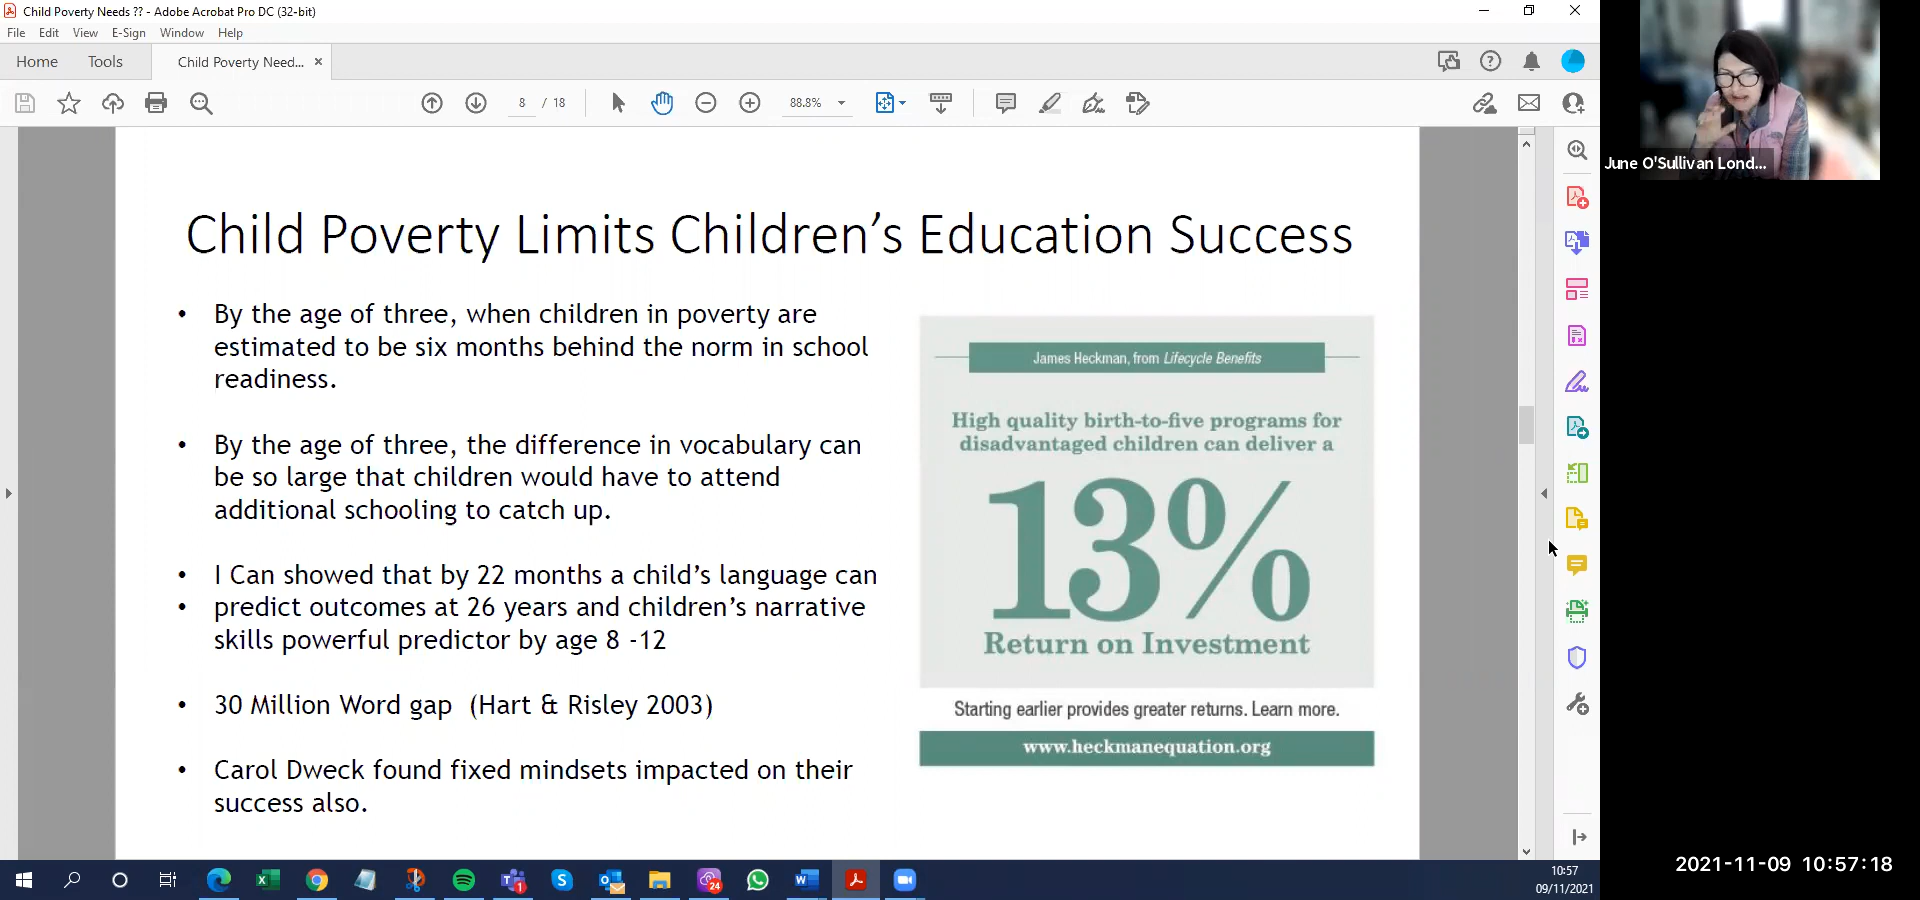 Child Poverty Needs ?? - Adobe Acrobat Pro DC (32-bit)
File Edit View E-Sign Window Help
Home Tools Child Poverty Need... ×
8 / 18 88.8%
June O'Sullivan Lond...
Child Poverty Limits Children's Education Success
• By the age of three, when children in poverty are
estimated to be six months behind the norm in school
readiness.
• By the age of three, the difference in vocabulary can
be so large that children would have to attend
additional schooling to catch up.
• I Can showed that by 22 months a child's language can
• predict outcomes at 26 years and children's narrative
skills powerful predictor by age 8 -12
• 30 Million Word gap (Hart & Risley 2003)
• Carol Dweck found fixed mindsets impacted on their
success also.
James Heckman, from Lifecycle Benefits
High quality birth-to-five programs for
disadvantaged children can deliver a
13%
Return on Investment
Starting earlier provides greater returns. Learn more.
www.heckmanequation.org
24
1
10:57
09/11/2021
2021-11-09 10:57:18